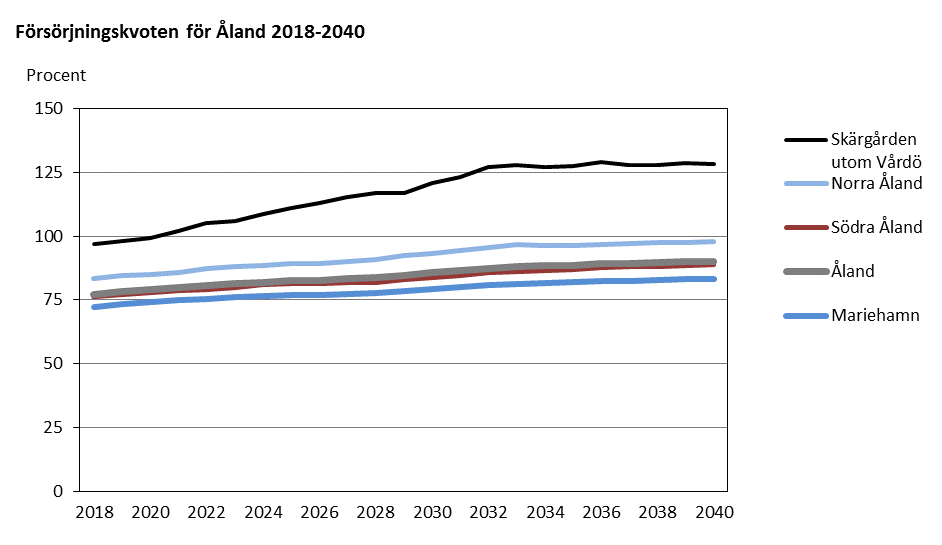 Försörjningskvoten för Åland 2018-2040
Procent
150
125
100
75
50
25
0
2018 2020 2022 2024 2026 2028 2030 2032 2034 2036 2038 2040
Skärgården
utom Vårdö
Norra Åland
Södra Åland
Åland
Mariehamn